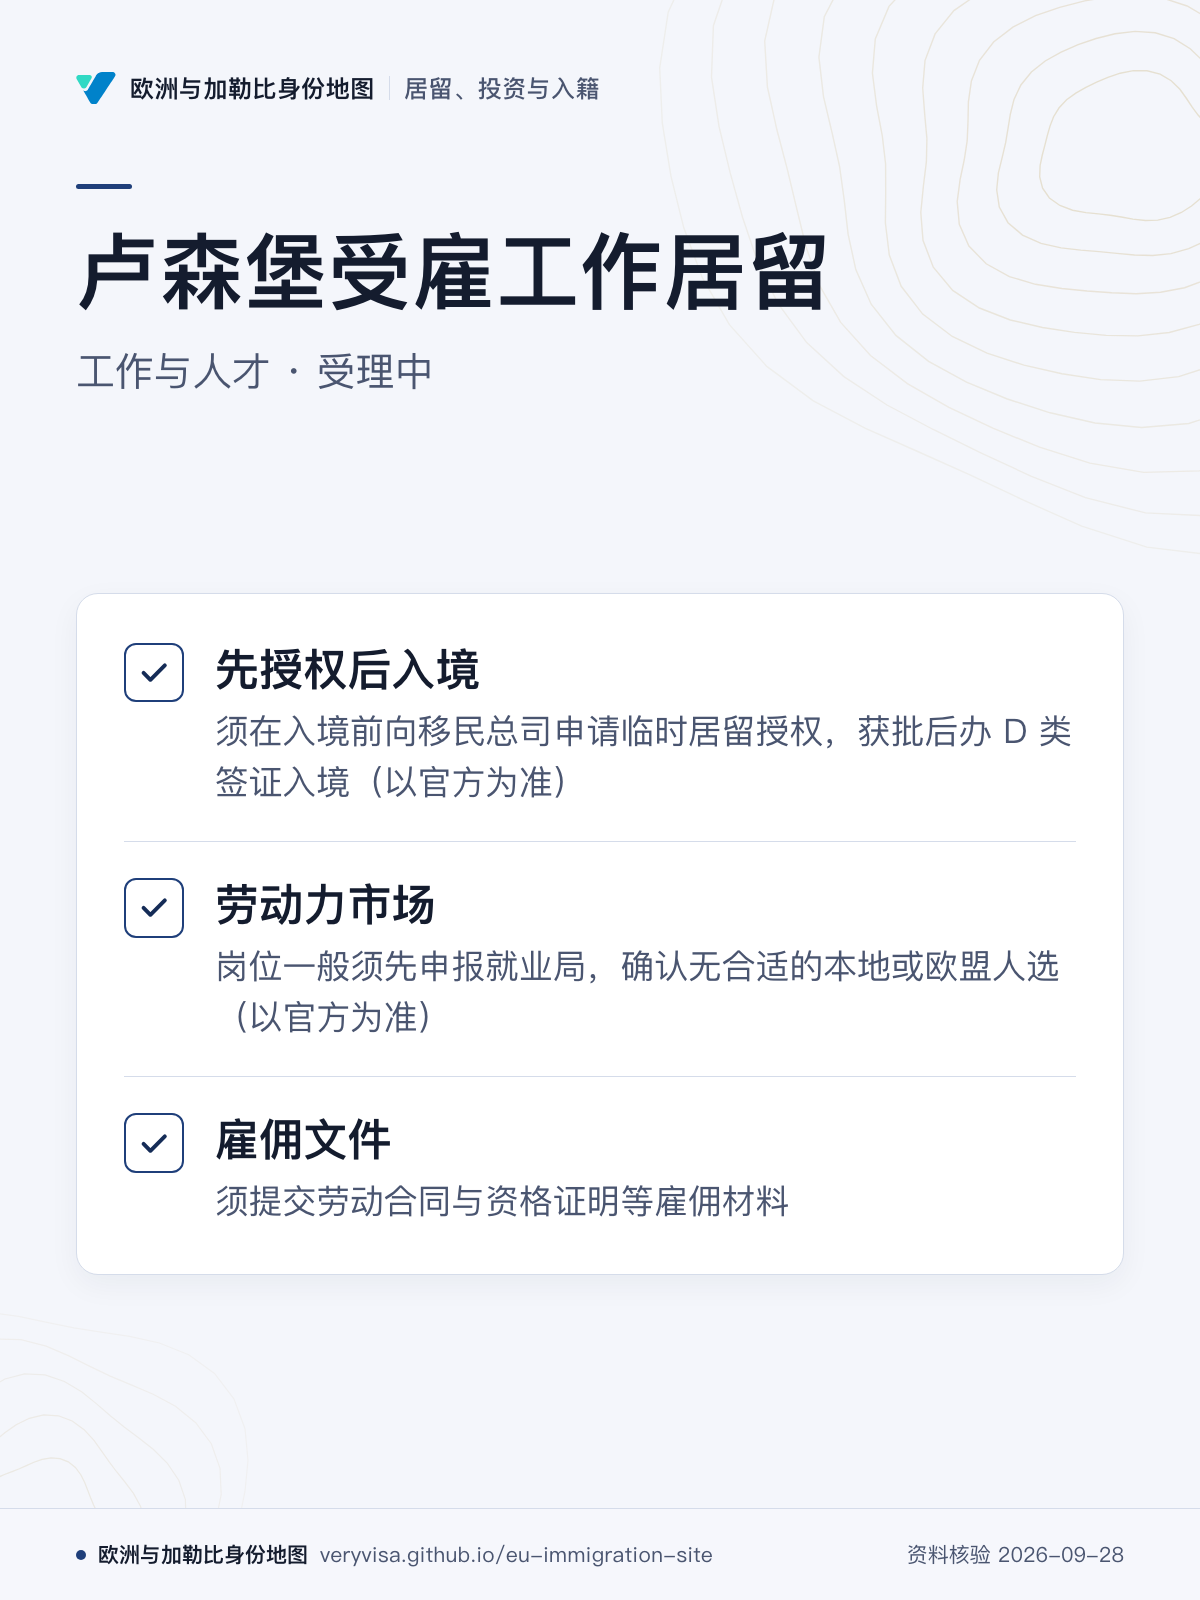 欧洲与加勒比身份地图 居留、投资与入籍
卢森堡受雇工作居留
工作与人才 · 受理中
先授权后入境
须在入境前向移民总司申请临时居留授权，获批后办 D 类
签证入境（以官方为准）
劳动力市场
岗位一般须先申报就业局，确认无合适的本地或欧盟人选
（以官方为准）
雇佣文件
须提交劳动合同与资格证明等雇佣材料
欧洲与加勒比身份地图 veryvisa.github.io/eu-immigration-site 资料核验 2026-09-28